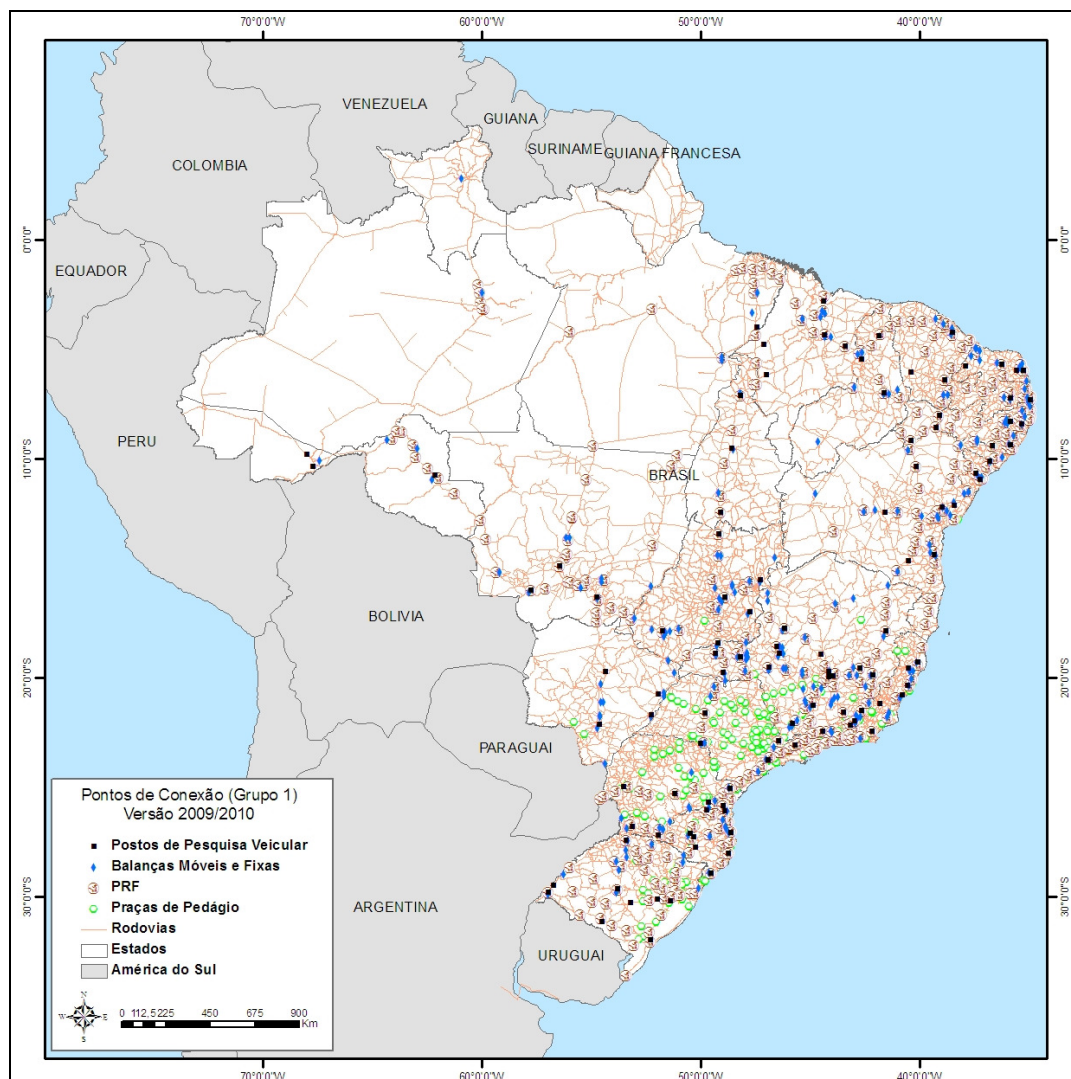 70°0'0"W 60°0'0"W 50°0'0"W 40°0'0"W
VENEZUELA
GUIANA
SURINAME
GUIANA FRANCESA
COLOMBIA
0°0'0" 0°0'0"
EQUADOR
PERU
10°0'0"S 10°0'0"S
BRASIL
BOLIVIA
20°0'0"S 20°0'0"S
PARAGUAI
Pontos de Conexão (Grupo 1)
Versão 2009/2010
Postos de Pesquisa Veicular
Balanças Móveis e Fixas
PRF
Praças de Pedágio
Rodovias
Estados
América do Sul
N
W E
S
0 112,5 225 450 675 900
Km
30°0'0"S
ARGENTINA
30°0'0"S
URUGUAI
70°0'0"W 60°0'0"W 50°0'0"W 40°0'0"W